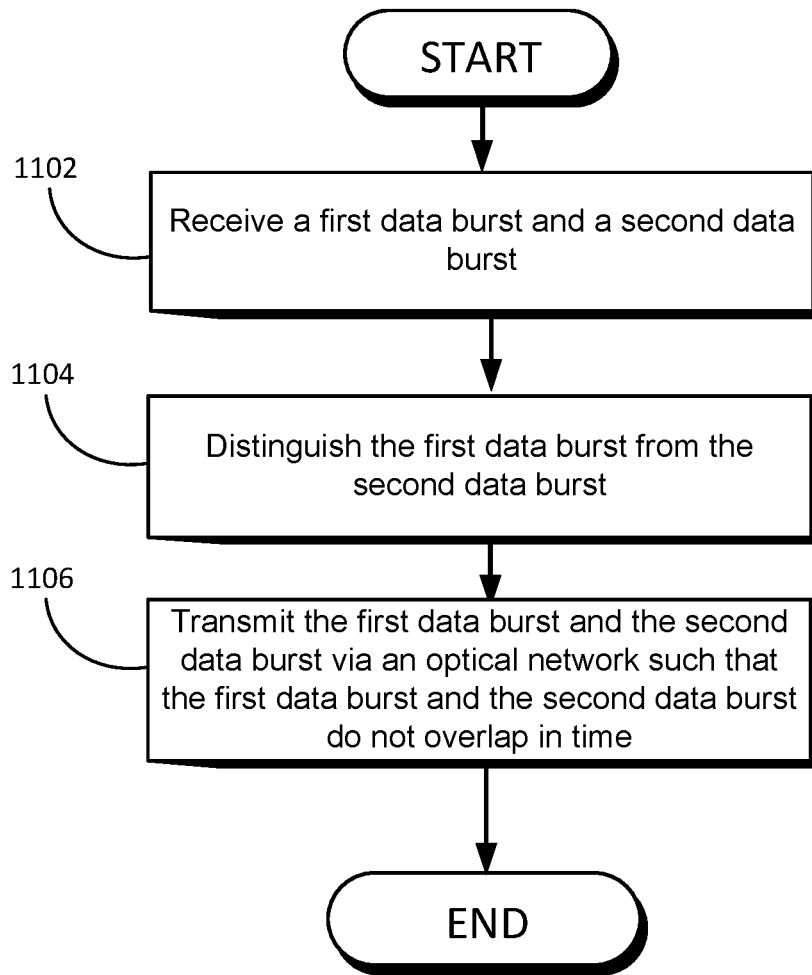 START
1102
Receive a first data burst and a second data
burst
1104
Distinguish the first data burst from the
second data burst
1106
Transmit the first data burst and the second
data burst via an optical network such that
the first data burst and the second data burst
do not overlap in time
END